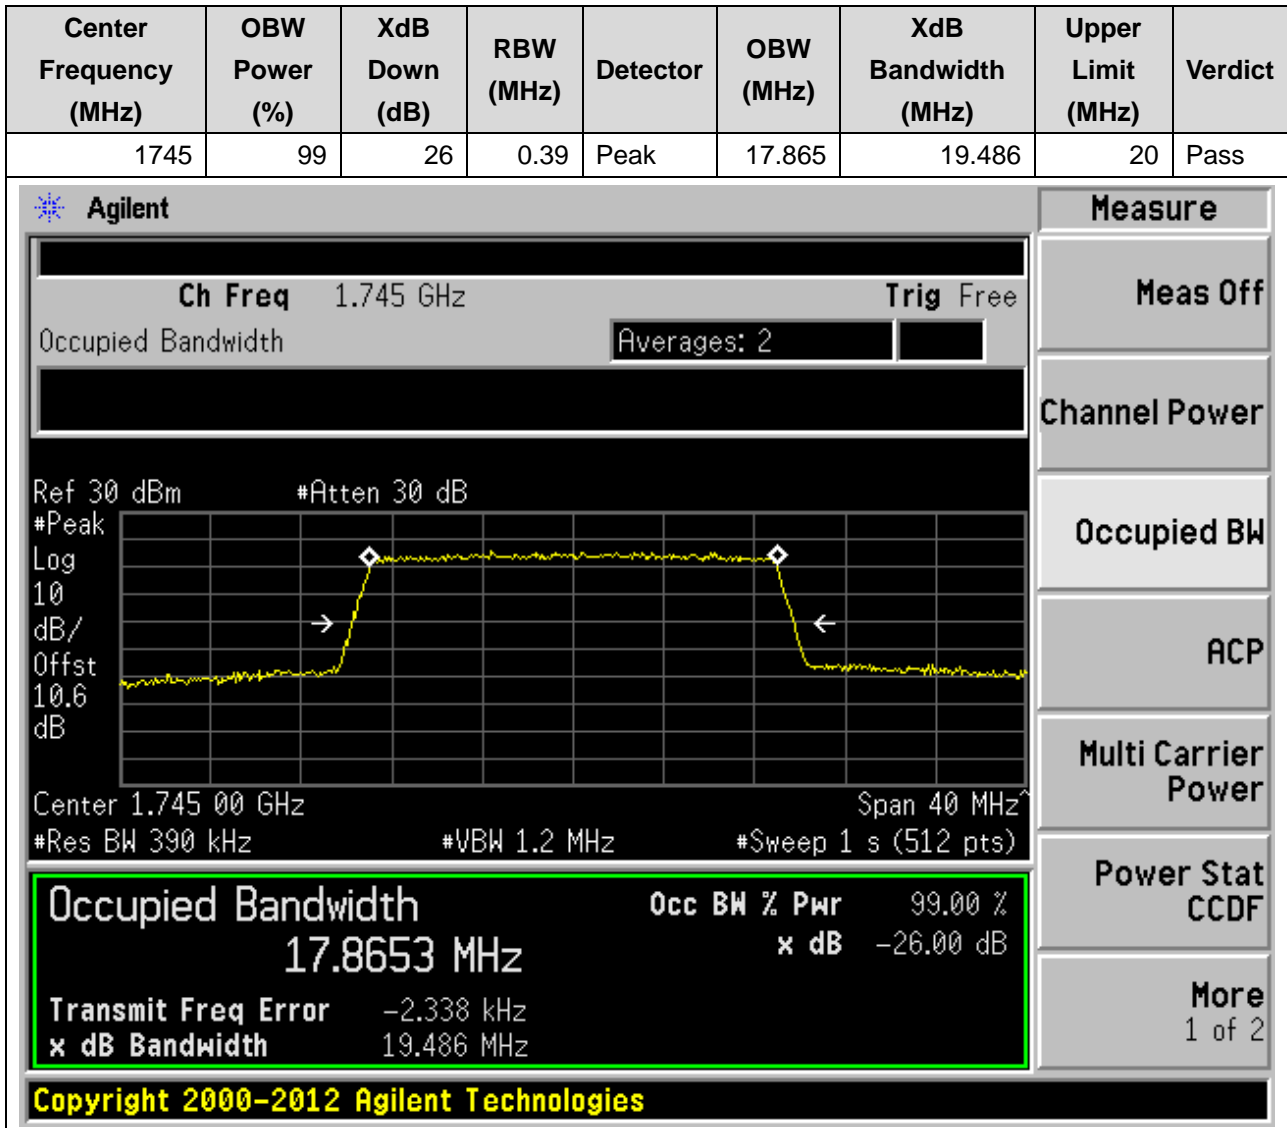 Center Frequency (MHz) OBW Power (%) XdB Down (dB) RBW (MHz) Detector OBW (MHz) XdB Bandwidth (MHz) Upper Limit (MHz) Verdict
1745 99 26 0.39 Peak 17.865 19.486 20 Pass
Agilent
Measure
Ch Freq 1.745 GHz Trig Free
Meas Off
Occupied Bandwidth Averages: 2
Channel Power
Ref 30 dBm #Atten 30 dB
#Peak
Log
10
dB/
Offst
10.6
dB
Occupied BW
ACP
Multi Carrier
Power
Center 1.745 00 GHz Span 40 MHz^
#Res BW 390 kHz #VBW 1.2 MHz #Sweep 1 s (512 pts)
Power Stat
CCDF
Occupied Bandwidth Occ BW % Pwr 99.00 %
17.8653 MHz x dB -26.00 dB
Transmit Freq Error -2.338 kHz
x dB Bandwidth 19.486 MHz
More
1 of 2
Copyright 2000-2012 Agilent Technologies